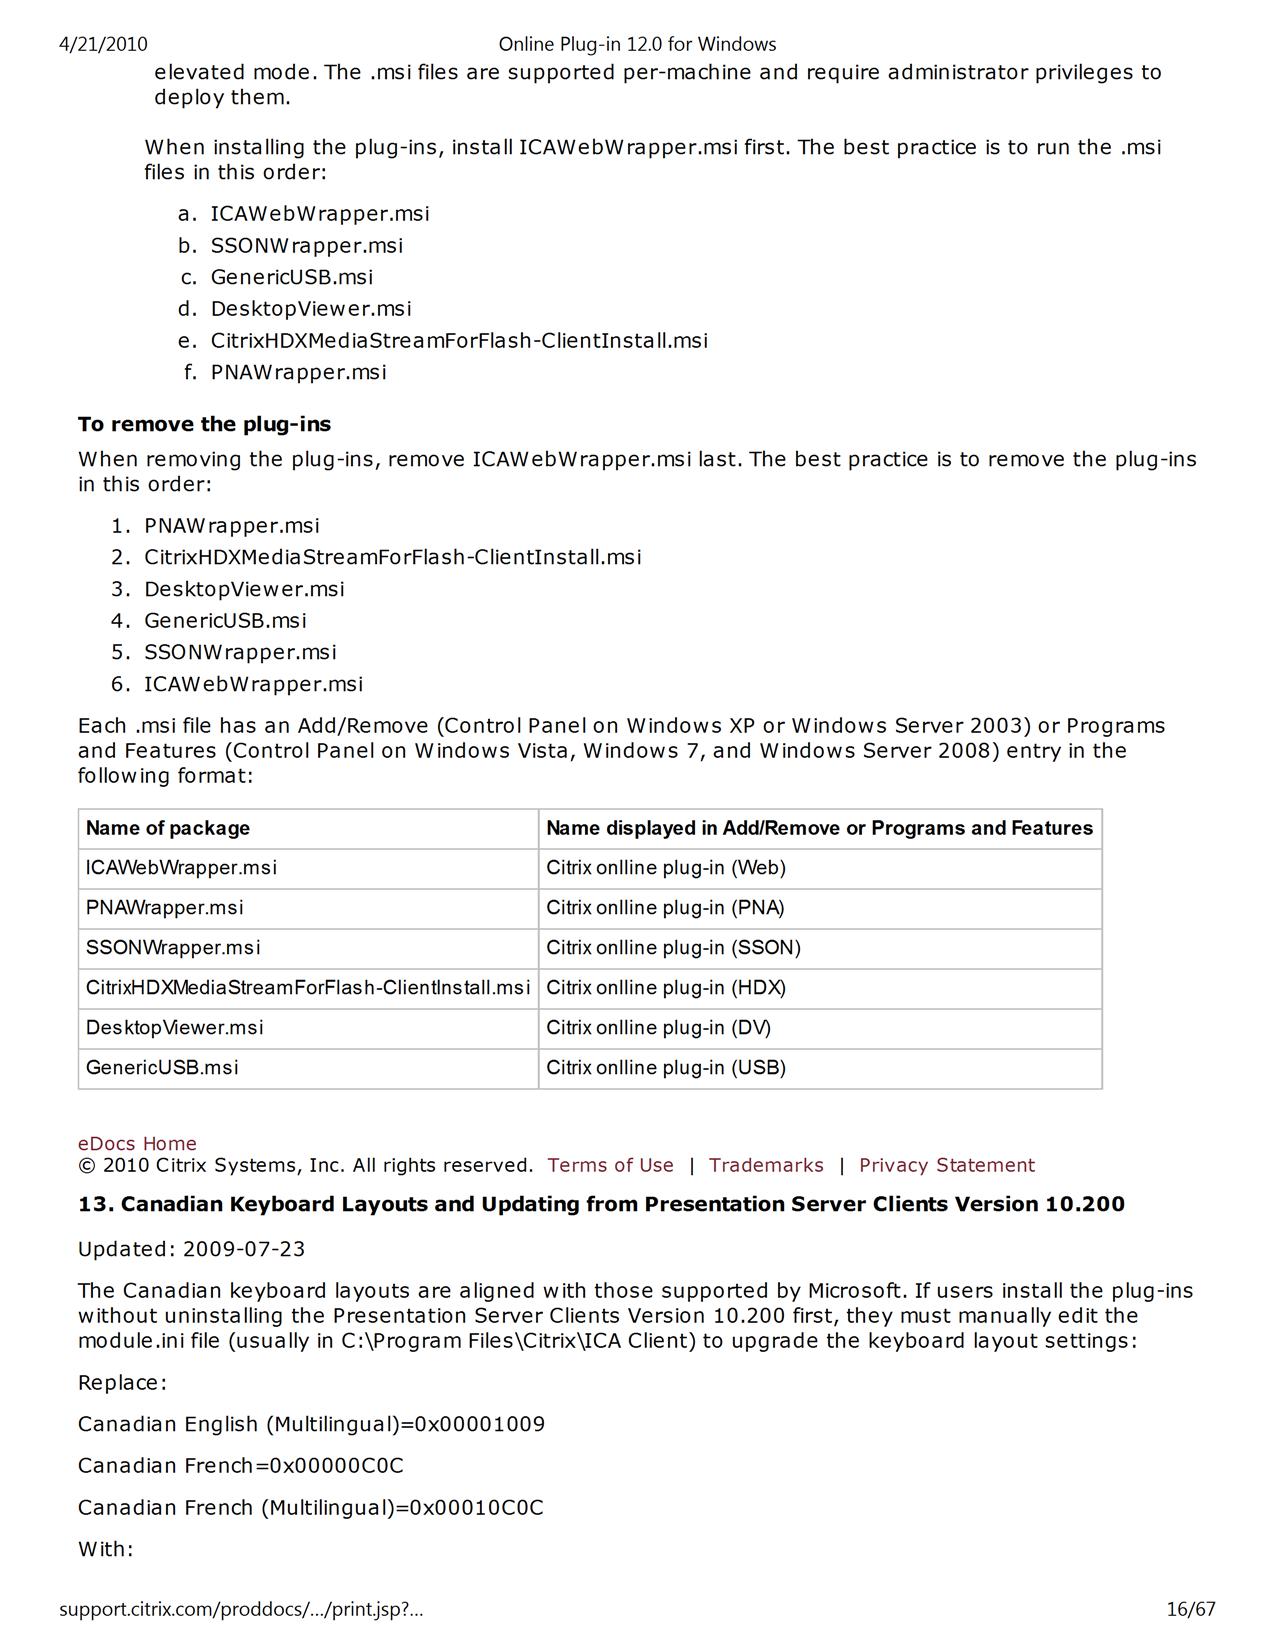 4/21/2010 Online Plug-in 12.0 for Windows
elevated mode. The .msi files are supported per-machine and require administrator privileges to
deploy them.
When installing the plug-ins, install ICAWebWrapper.msi first. The best practice is to run the .msi
files in this order:
a. ICAWebWrapper.msi
b. SSONWrapper.msi
c. GenericUSB.msi
d. DesktopViewer.msi
e. CitrixHDXMediaStreamForFlash-ClientInstall.msi
f. PNAWrapper.msi
To remove the plug-ins
When removing the plug-ins, remove ICAWebWrapper.msi last. The best practice is to remove the plug-ins
in this order:
1. PNAWrapper.msi
2. CitrixHDXMediaStreamForFlash-ClientInstall.msi
3. DesktopViewer.msi
4. GenericUSB.msi
5. SSONWrapper.msi
6. ICAWebWrapper.msi
Each .msi file has an Add/Remove (Control Panel on Windows XP or Windows Server 2003) or Programs
and Features (Control Panel on Windows Vista, Windows 7, and Windows Server 2008) entry in the
following format:
Name of package Name displayed in Add/Remove or Programs and Features
ICAWebWrapper.msi Citrix onlline plug-in (Web)
PNAWrapper.msi Citrix onlline plug-in (PNA)
SSONWrapper.msi Citrix onlline plug-in (SSON)
CitrixHDXMediaStreamForFlash-ClientInstall.msi Citrix onlline plug-in (HDX)
DesktopViewer.msi Citrix onlline plug-in (DV)
GenericUSB.msi Citrix onlline plug-in (USB)
eDocs Home
© 2010 Citrix Systems, Inc. All rights reserved. Terms of Use | Trademarks | Privacy Statement
13. Canadian Keyboard Layouts and Updating from Presentation Server Clients Version 10.200
Updated: 2009-07-23
The Canadian keyboard layouts are aligned with those supported by Microsoft. If users install the plug-ins
without uninstalling the Presentation Server Clients Version 10.200 first, they must manually edit the
module.ini file (usually in C:\Program Files\Citrix\ICA Client) to upgrade the keyboard layout settings:
Replace:
Canadian English (Multilingual)=0x00001009
Canadian French=0x00000C0C
Canadian French (Multilingual)=0x00010C0C
With:
support.citrix.com/proddocs/.../print.jsp?... 16/67